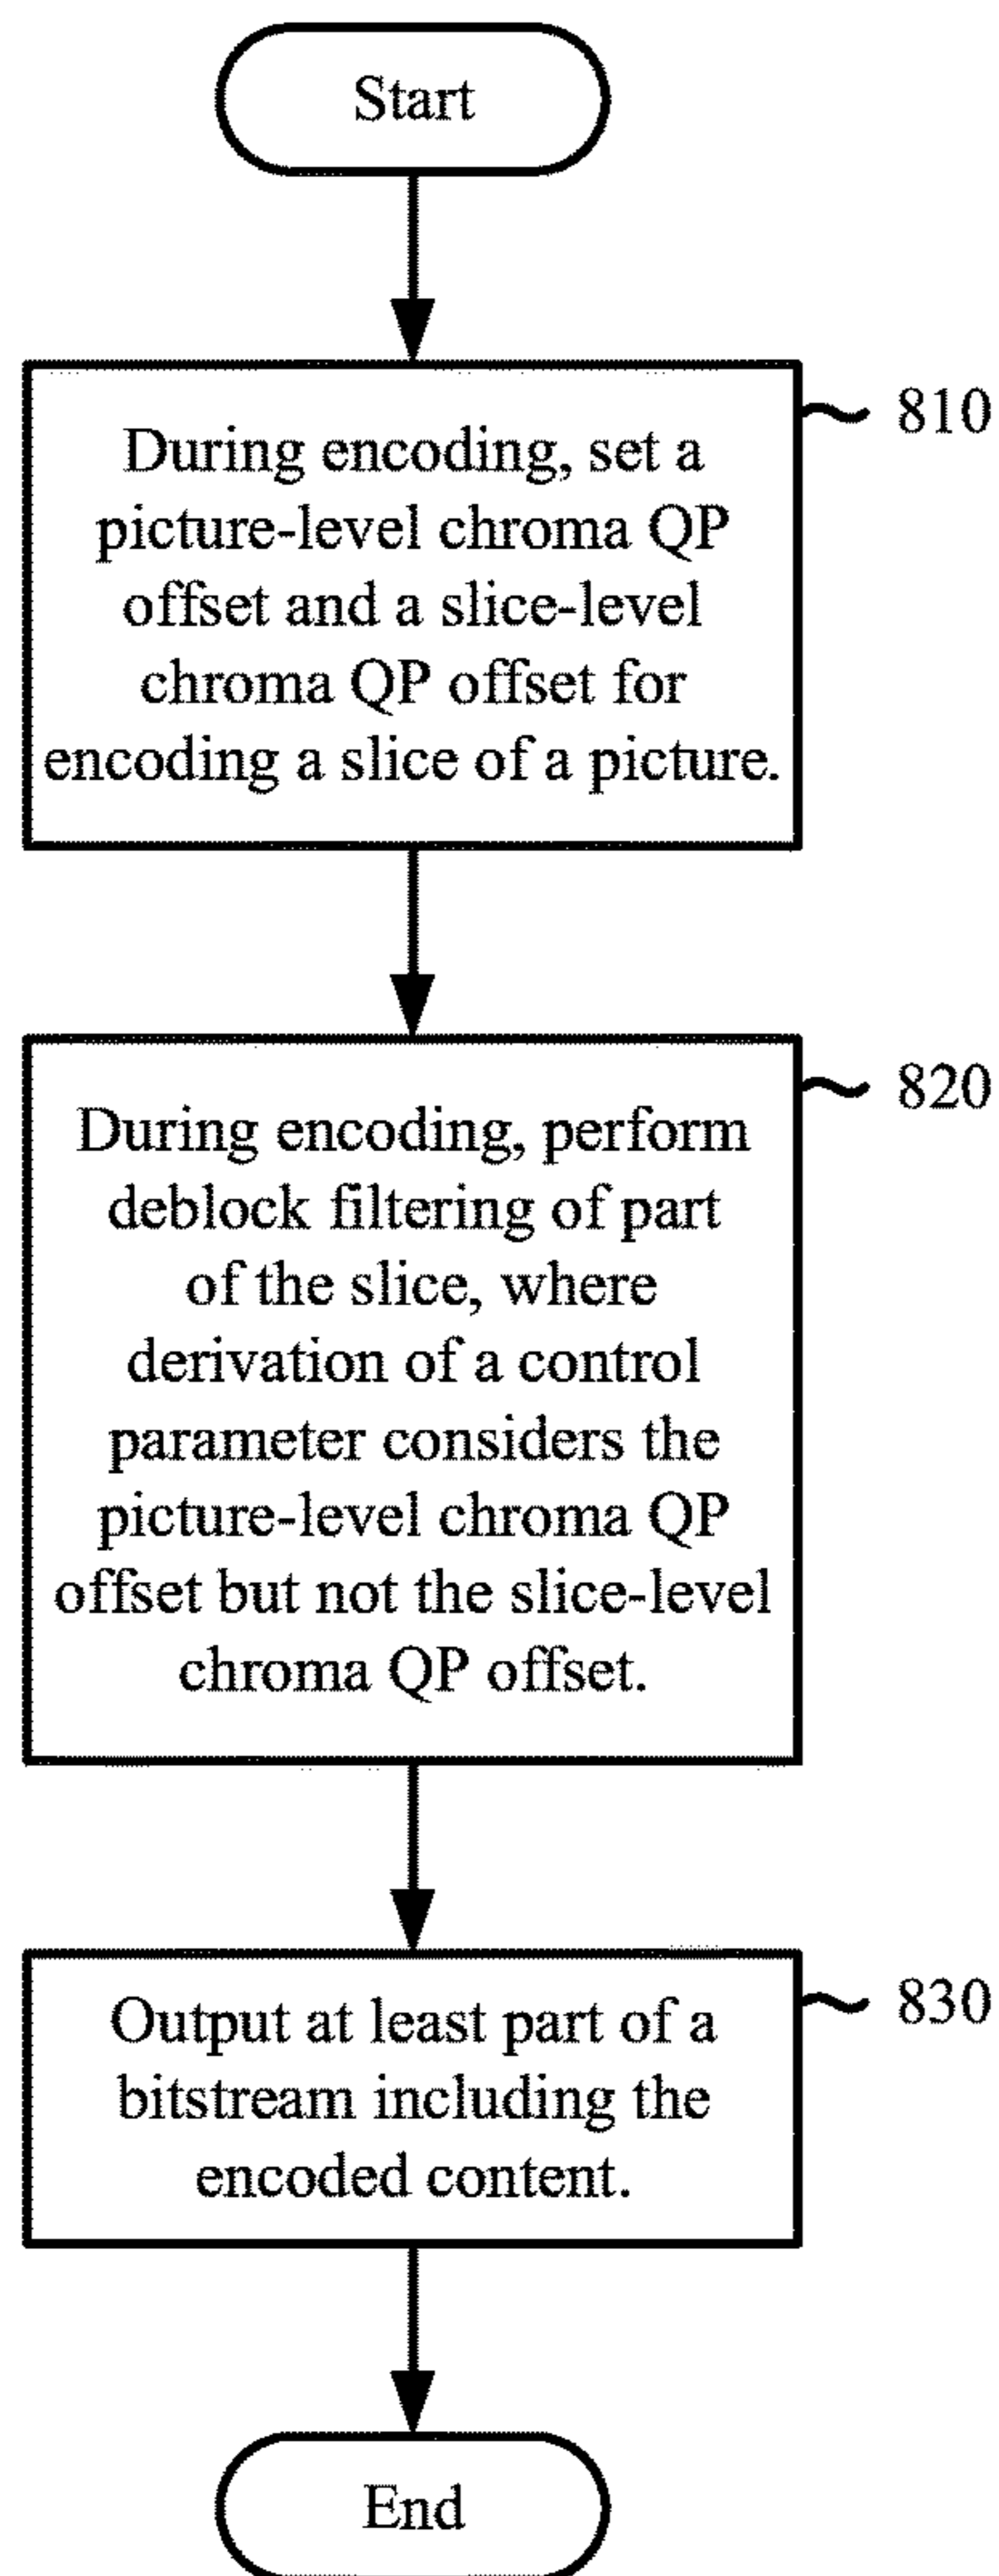 Start
810
During encoding, set a
picture-level chroma QP
offset and a slice-level
chroma QP offset for
encoding a slice of a picture.
820
During encoding, perform
deblock filtering of part
of the slice, where
derivation of a control
parameter considers the
picture-level chroma QP
offset but not the slice-level
chroma QP offset.
830
Output at least part of a
bitstream including the
encoded content.
End